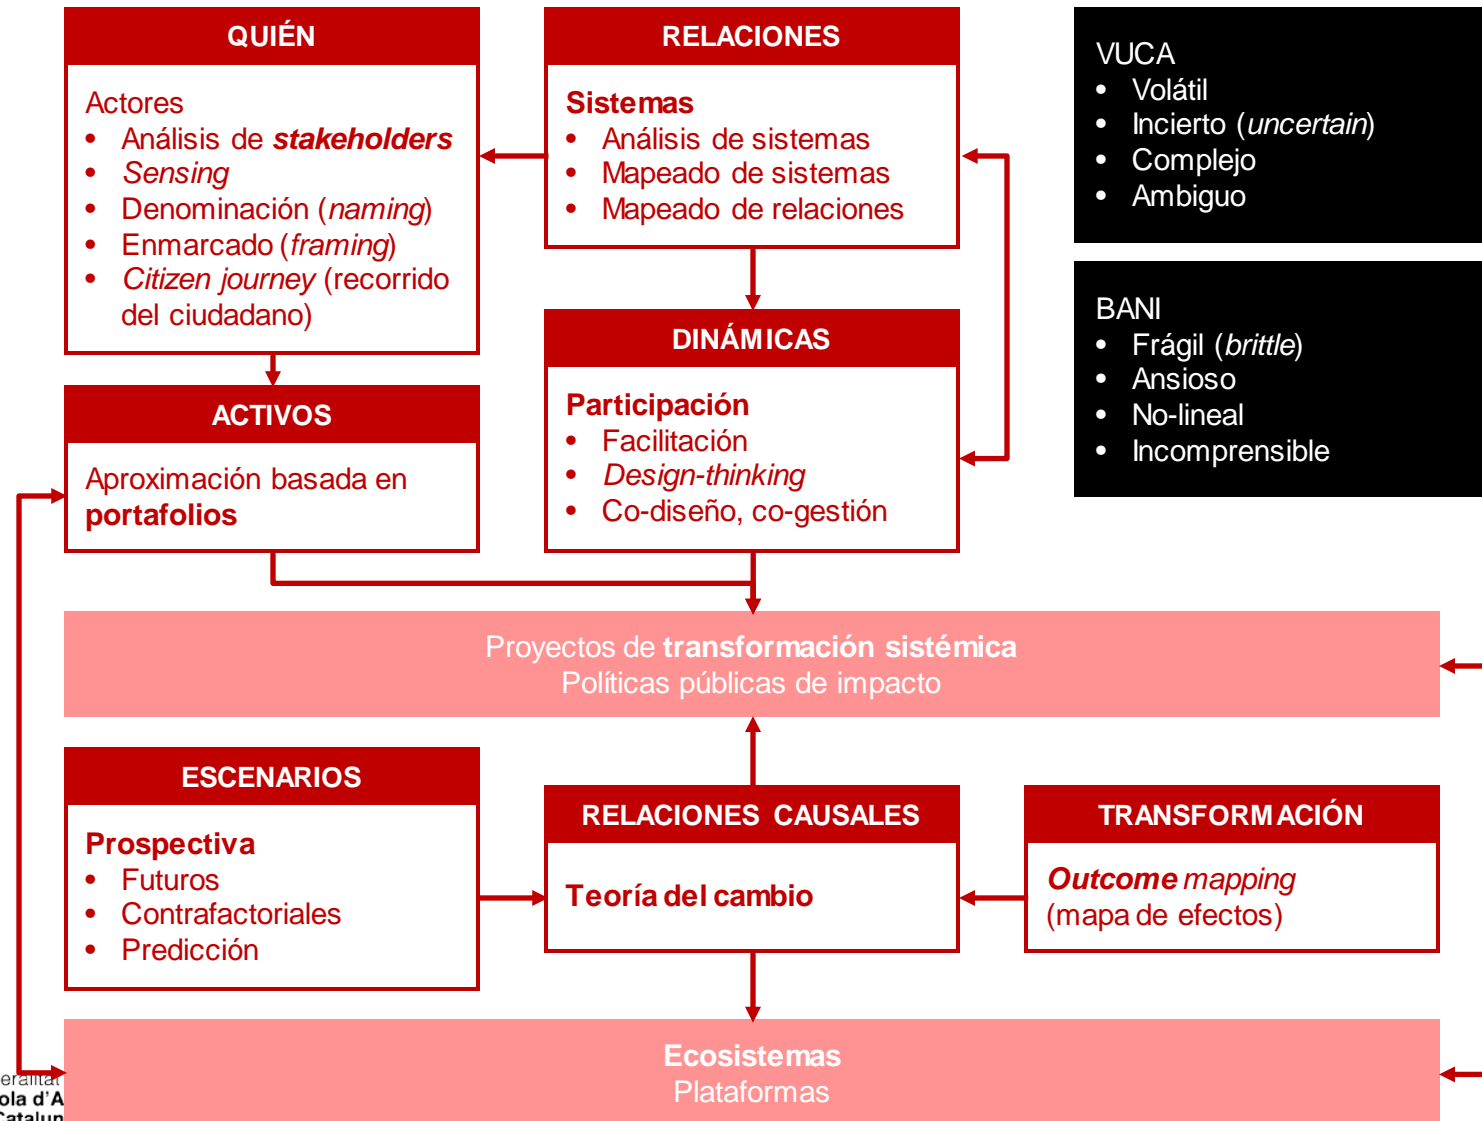 QUIÉN
Actores
• Análisis de stakeholders
• Sensing
• Denominación (naming)
• Enmarcado (framing)
• Citizen journey (recorrido
del ciudadano)
RELACIONES
Sistemas
• Análisis de sistemas
• Mapeado de sistemas
• Mapeado de relaciones
VUCA
• Volátil
• Incierto (uncertain)
• Complejo
• Ambiguo
BANI
• Frágil (brittle)
• Ansioso
• No-lineal
• Incomprensible
ACTIVOS
Aproximación basada en
portafolios
DINÁMICAS
Participación
• Facilitación
• Design-thinking
• Co-diseño, co-gestión
Proyectos de transformación sistémica
Políticas públicas de impacto
ESCENARIOS
Prospectiva
• Futuros
• Contrafactoriales
• Predicción
RELACIONES CAUSALES
Teoría del cambio
TRANSFORMACIÓN
Outcome mapping
(mapa de efectos)
Ecosistemas
Plataformas
eralitat
ola d'A
Catalun